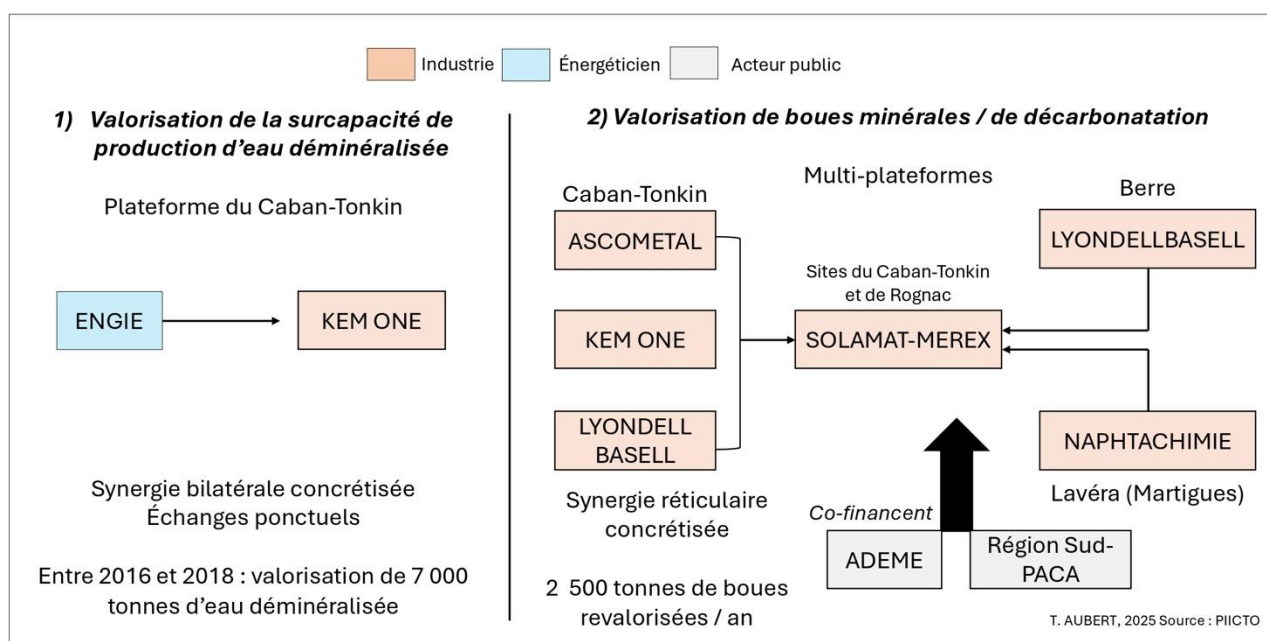 Industrie
Énergéticien
Acteur public
1) Valorisation de la surcapacité de
production d’eau déminéralisée
Plateforme du Caban-Tonkin
ENGIE
KEM ONE
Synergie bilatérale concrétisée
Échanges ponctuels
Entre 2016 et 2018 : valorisation de 7 000
tonnes d’eau déminéralisée
2) Valorisation de boues minérales / de décarbonatation
Multi-plateformes
Caban-Tonkin
ASCOMETAL
KEM ONE
LYONDELL
BASELL
Sites du Caban-Tonkin
et de Rognac
SOLAMAT-MEREX
Berre
LYONDELLBASELL
NAPHTACHIMIE
Lavéra (Martigues)
Synergie réticulaire
concrétisée
2 500 tonnes de boues
revalorisées / an
Co-financent
ADEME
Région Sud-
PACA
T. AUBERT, 2025 Source : PIICTO